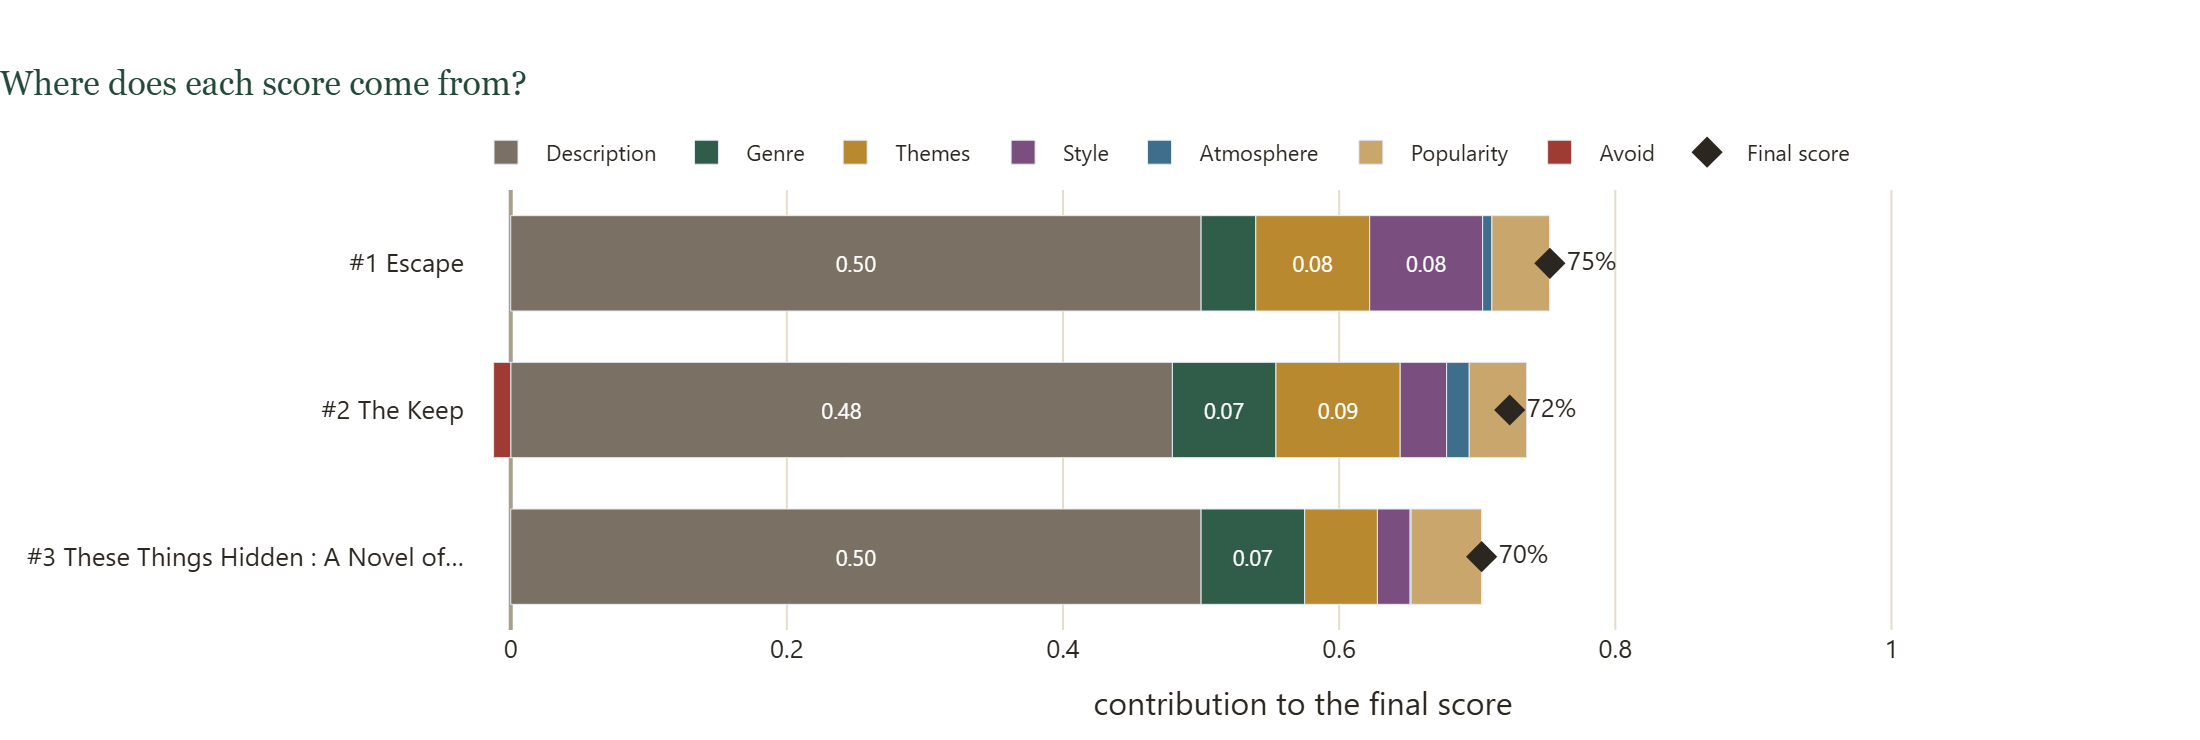 Where does each score come from?
Description Genre Themes Style Atmosphere Popularity Avoid Final score
#1 Escape 0.50 0.08 0.08 75%
#2 The Keep 0.48 0.07 0.09 72%
#3 These Things Hidden : A Novel of... 0.50 0.07 70%
0 0.2 0.4 0.6 0.8 1
contribution to the final score